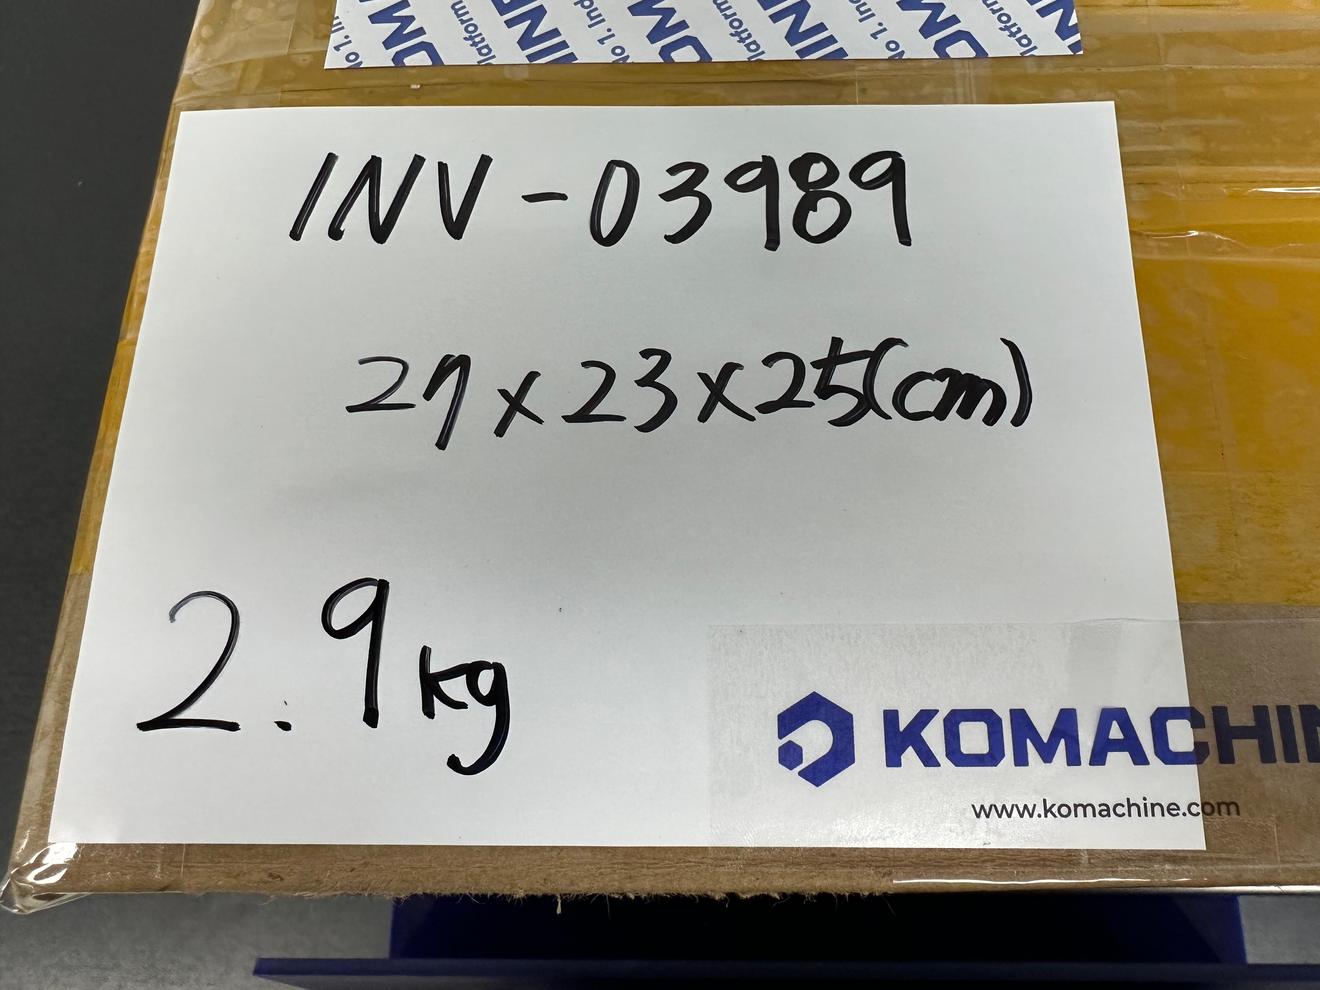 INV-03989
27x23x25(cm)
2.9kg
KOMACHIN
www.komachine.com